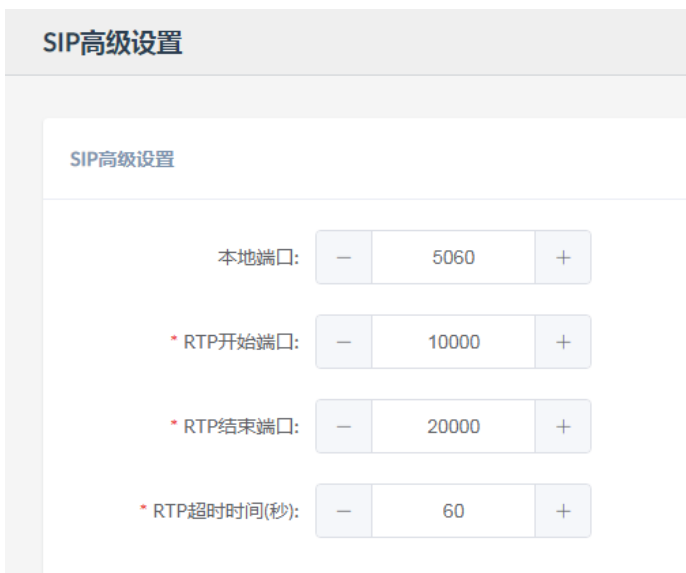 SIP高级设置
SIP高级设置
本地端口: − 5060 +
* RTP开始端口: − 10000 +
* RTP结束端口: − 20000 +
* RTP超时时间(秒): − 60 +